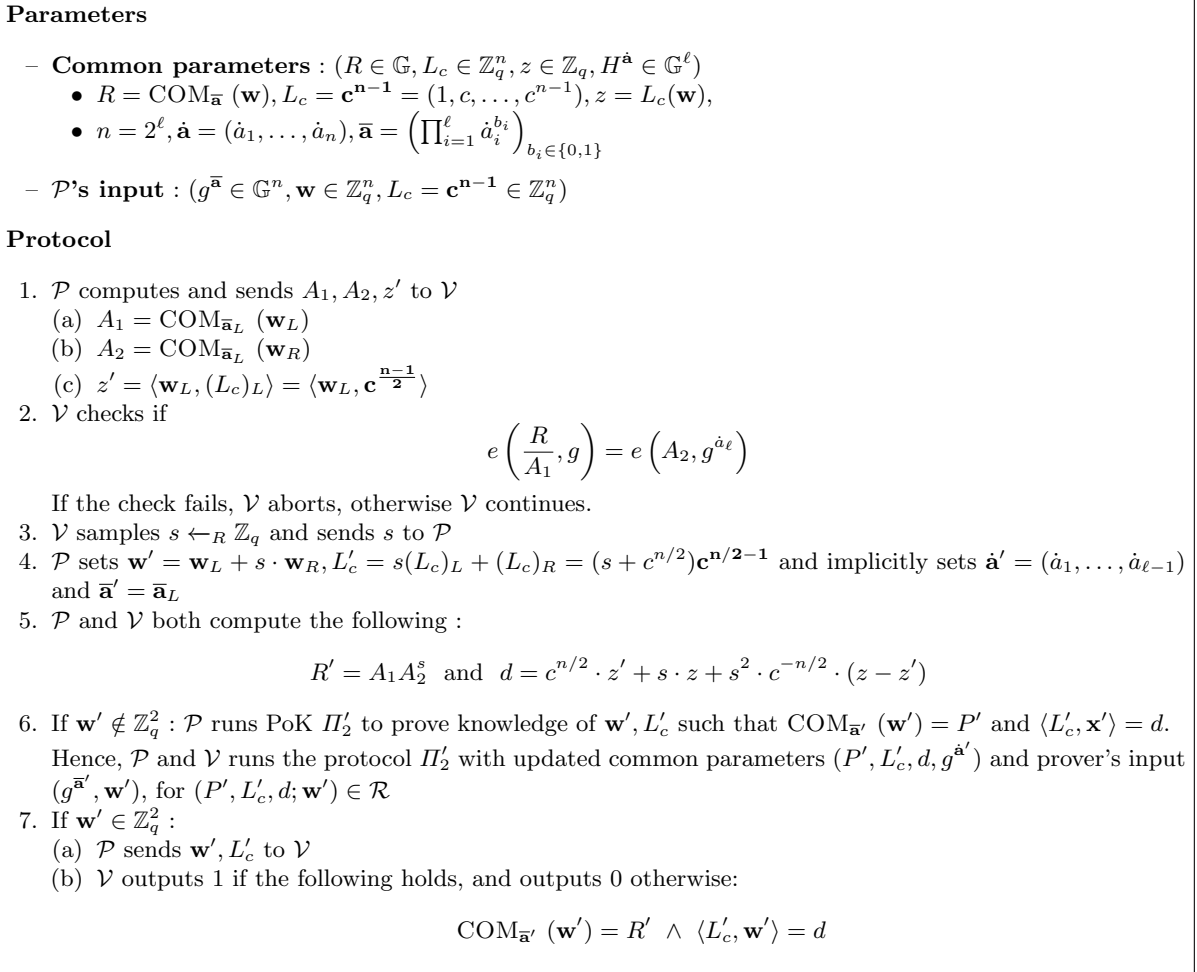 Parameters
– Common parameters : (R ∈ 𝔾, L_c ∈ ℤ_q^n, z ∈ ℤ_q, H^ȧ ∈ 𝔾^ℓ)
• R = COM_ā (w), L_c = c^{n-1} = (1, c, . . . , c^{n−1}), z = L_c(w),
• n = 2^ℓ, ȧ = (ȧ_1, . . . , ȧ_n), ā = (∏_{i=1}^ℓ ȧ_i^{b_i})_{b_i∈{0,1}}
– 𝒫's input : (g^ā ∈ 𝔾^n, w ∈ ℤ_q^n, L_c = c^{n-1} ∈ ℤ_q^n)
Protocol
1. 𝒫 computes and sends A_1, A_2, z′ to 𝒱
(a) A_1 = COM_{ā_L} (w_L)
(b) A_2 = COM_{ā_L} (w_R)
(c) z′ = ⟨w_L, (L_c)_L⟩ = ⟨w_L, c^{\frac{n-1}{2}}⟩
2. 𝒱 checks if
e(\frac{R}{A_1}, g) = e(A_2, g^{ȧ_ℓ})
If the check fails, 𝒱 aborts, otherwise 𝒱 continues.
3. 𝒱 samples s ←_R ℤ_q and sends s to 𝒫
4. 𝒫 sets w′ = w_L + s · w_R, L′_c = s(L_c)_L + (L_c)_R = (s + c^{n/2})c^{n/2−1} and implicitly sets ȧ′ = (ȧ_1, . . . , ȧ_{ℓ−1})
and ā′ = ā_L
5. 𝒫 and 𝒱 both compute the following :
R′ = A_1A_2^s and d = c^{n/2} · z′ + s · z + s^2 · c^{−n/2} · (z − z′)
6. If w′ ∉ ℤ_q^2 : 𝒫 runs PoK Π′_2 to prove knowledge of w′, L′_c such that COM_{ā′} (w′) = P′ and ⟨L′_c, x′⟩ = d.
Hence, 𝒫 and 𝒱 runs the protocol Π′_2 with updated common parameters (P′, L′_c, d, g^{ȧ′}) and prover's input
(g^{ā′}, w′), for (P′, L′_c, d; w′) ∈ ℛ
7. If w′ ∈ ℤ_q^2 :
(a) 𝒫 sends w′, L′_c to 𝒱
(b) 𝒱 outputs 1 if the following holds, and outputs 0 otherwise:
COM_{ā′} (w′) = R′ ∧ ⟨L′_c, w′⟩ = d